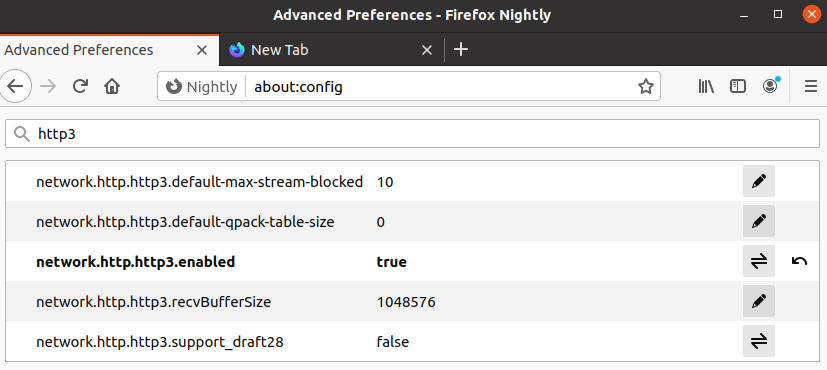 Advanced Preferences - Firefox Nightly
Advanced Preferences New Tab
Nightly about:config
http3
network.http.http3.default-max-stream-blocked 10
network.http.http3.default-qpack-table-size 0
network.http.http3.enabled true
network.http.http3.recvBufferSize 1048576
network.http.http3.support_draft28 false